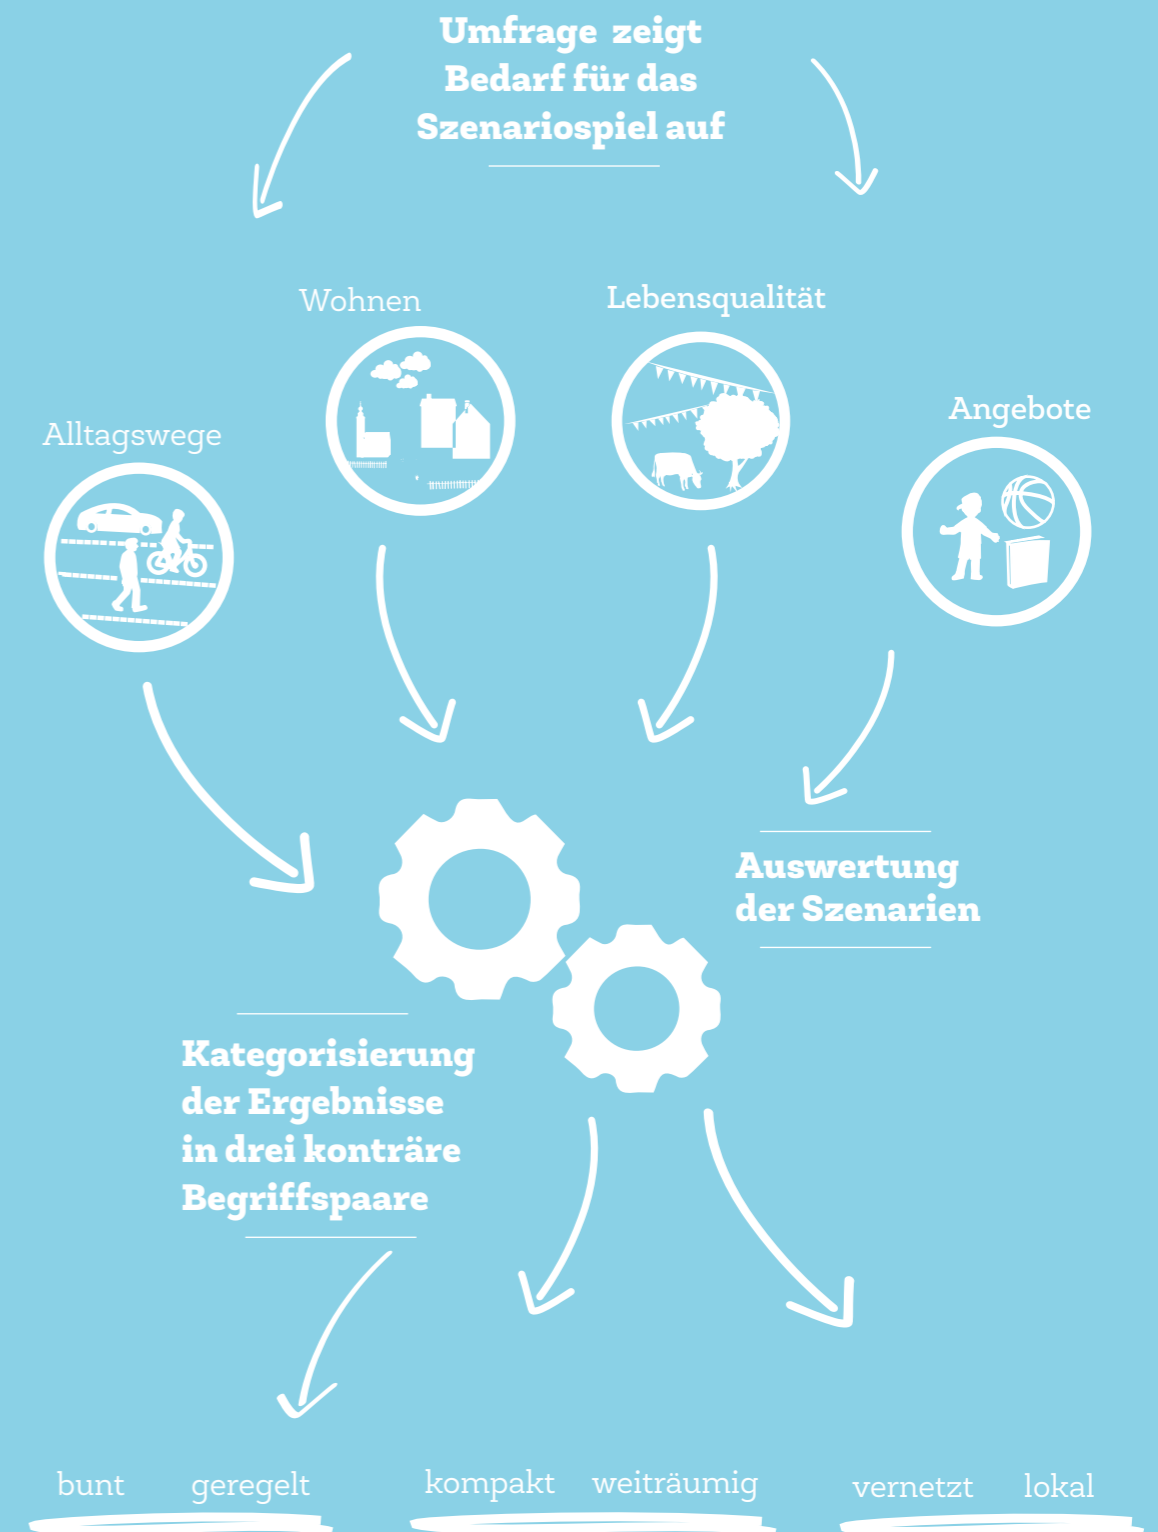 Umfrage zeigt
Bedarf für das
Szenariospiel auf
Wohnen
Lebensqualität
Angebote
Alltagswege
Auswertung
der Szenarien
Kategorisierung
der Ergebnisse
in drei konträre
Begriffspaare
bunt geregelt
kompakt weiträumig
vernetzt lokal